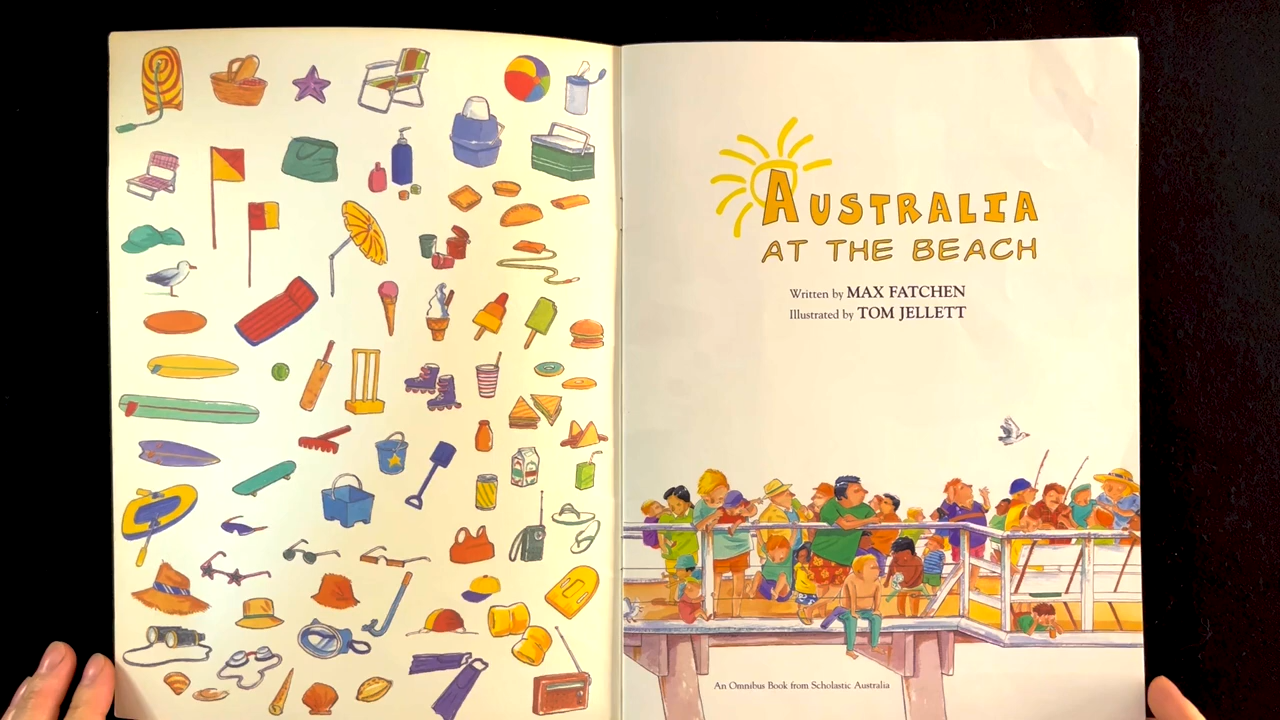 AUSTRALIA
AT THE BEACH
Written by MAX FATCHEN
Illustrated by TOM JELLETT
An Omnibus Book from Scholastic Australia